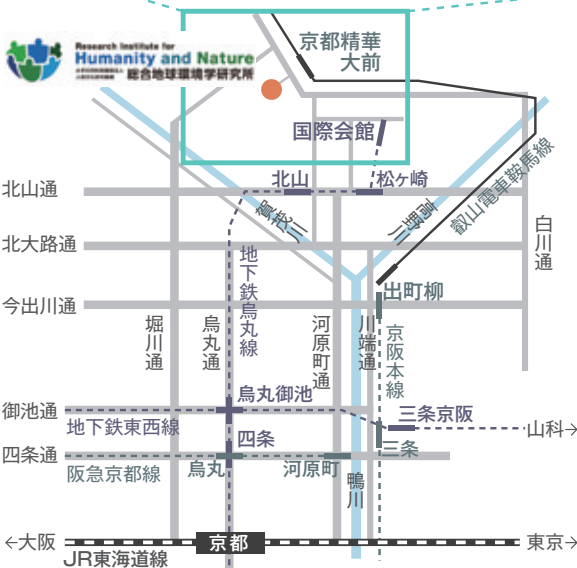 京都精華
大前
Research Institute for
Humanity and Nature
総合地球環境学研究所
国際会館
北山
松ヶ崎
北山通
賀茂川
高野川
叡山電車鞍馬線
白川通
北大路通
地下鉄烏丸線
出町柳
今出川通
堀川通
烏丸通
河原町通
川端通
京阪本線
烏丸御池
御池通
三条京阪
地下鉄東西線
山科→
四条
三条
四条通
阪急京都線
烏丸
河原町
鴨川
←大阪
京都
東京→
JR東海道線